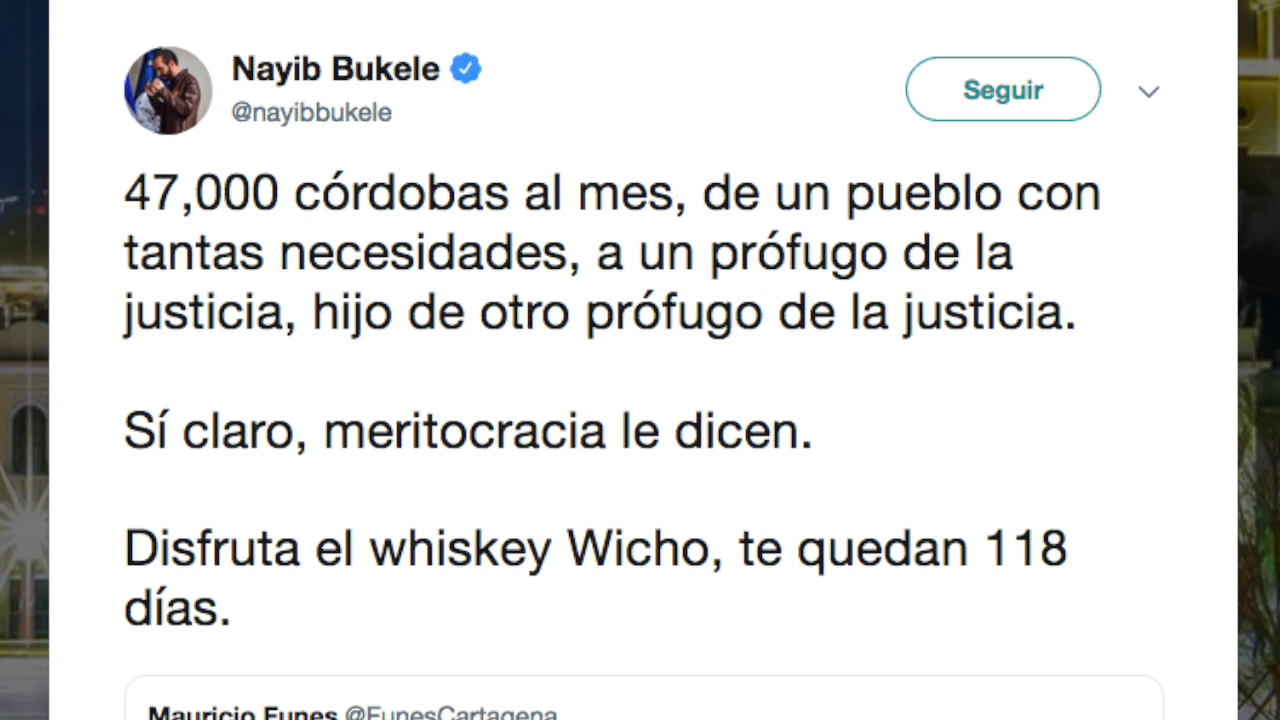 Nayib Bukele
@nayibbukele
Seguir
47,000 córdobas al mes, de un pueblo con
tantas necesidades, a un prófugo de la
justicia, hijo de otro prófugo de la justicia.
Sí claro, meritocracia le dicen.
Disfruta el whiskey Wicho, te quedan 118
días.
Mauricio Funes @FunesCartagena